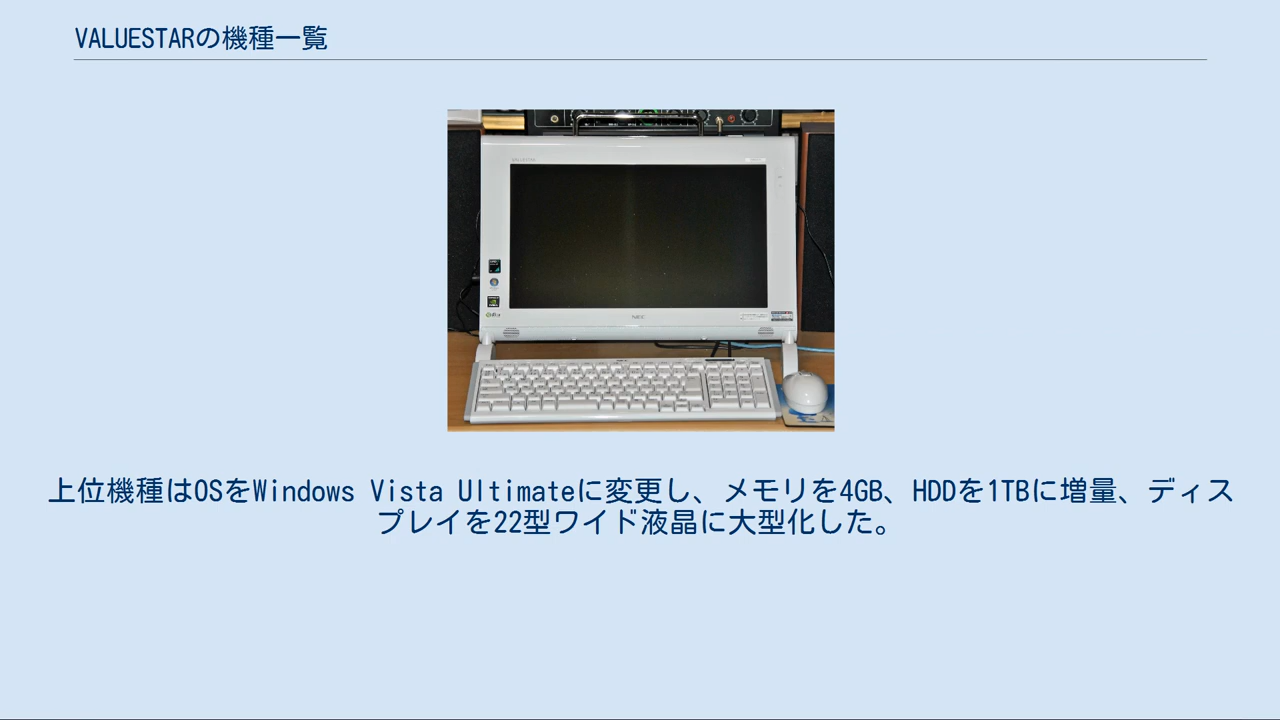 VALUESTARの機種一覧
VALUESTAR
NEC
上位機種はOSをWindows Vista Ultimateに変更し、メモリを4GB、HDDを1TBに増量、ディス
プレイを22型ワイド液晶に大型化した。